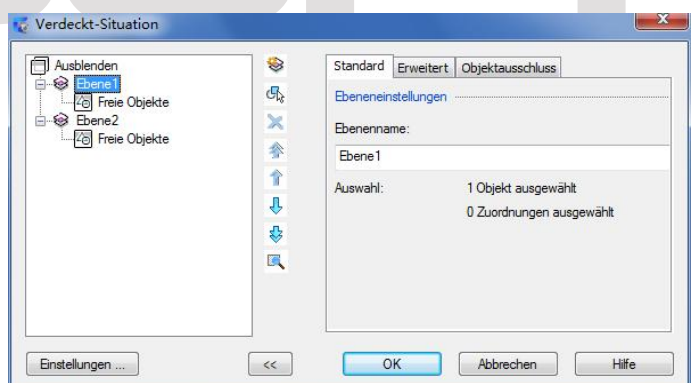 Verdeckt-Situation
Ausblenden
Ebene1
Freie Objekte
Ebene2
Freie Objekte
Standard Erweitert Objektausschluss
Ebeneneinstellungen
Ebenenname:
Ebene1
Auswahl: 1 Objekt ausgewählt
0 Zuordnungen ausgewählt
Einstellungen ... << OK Abbrechen Hilfe